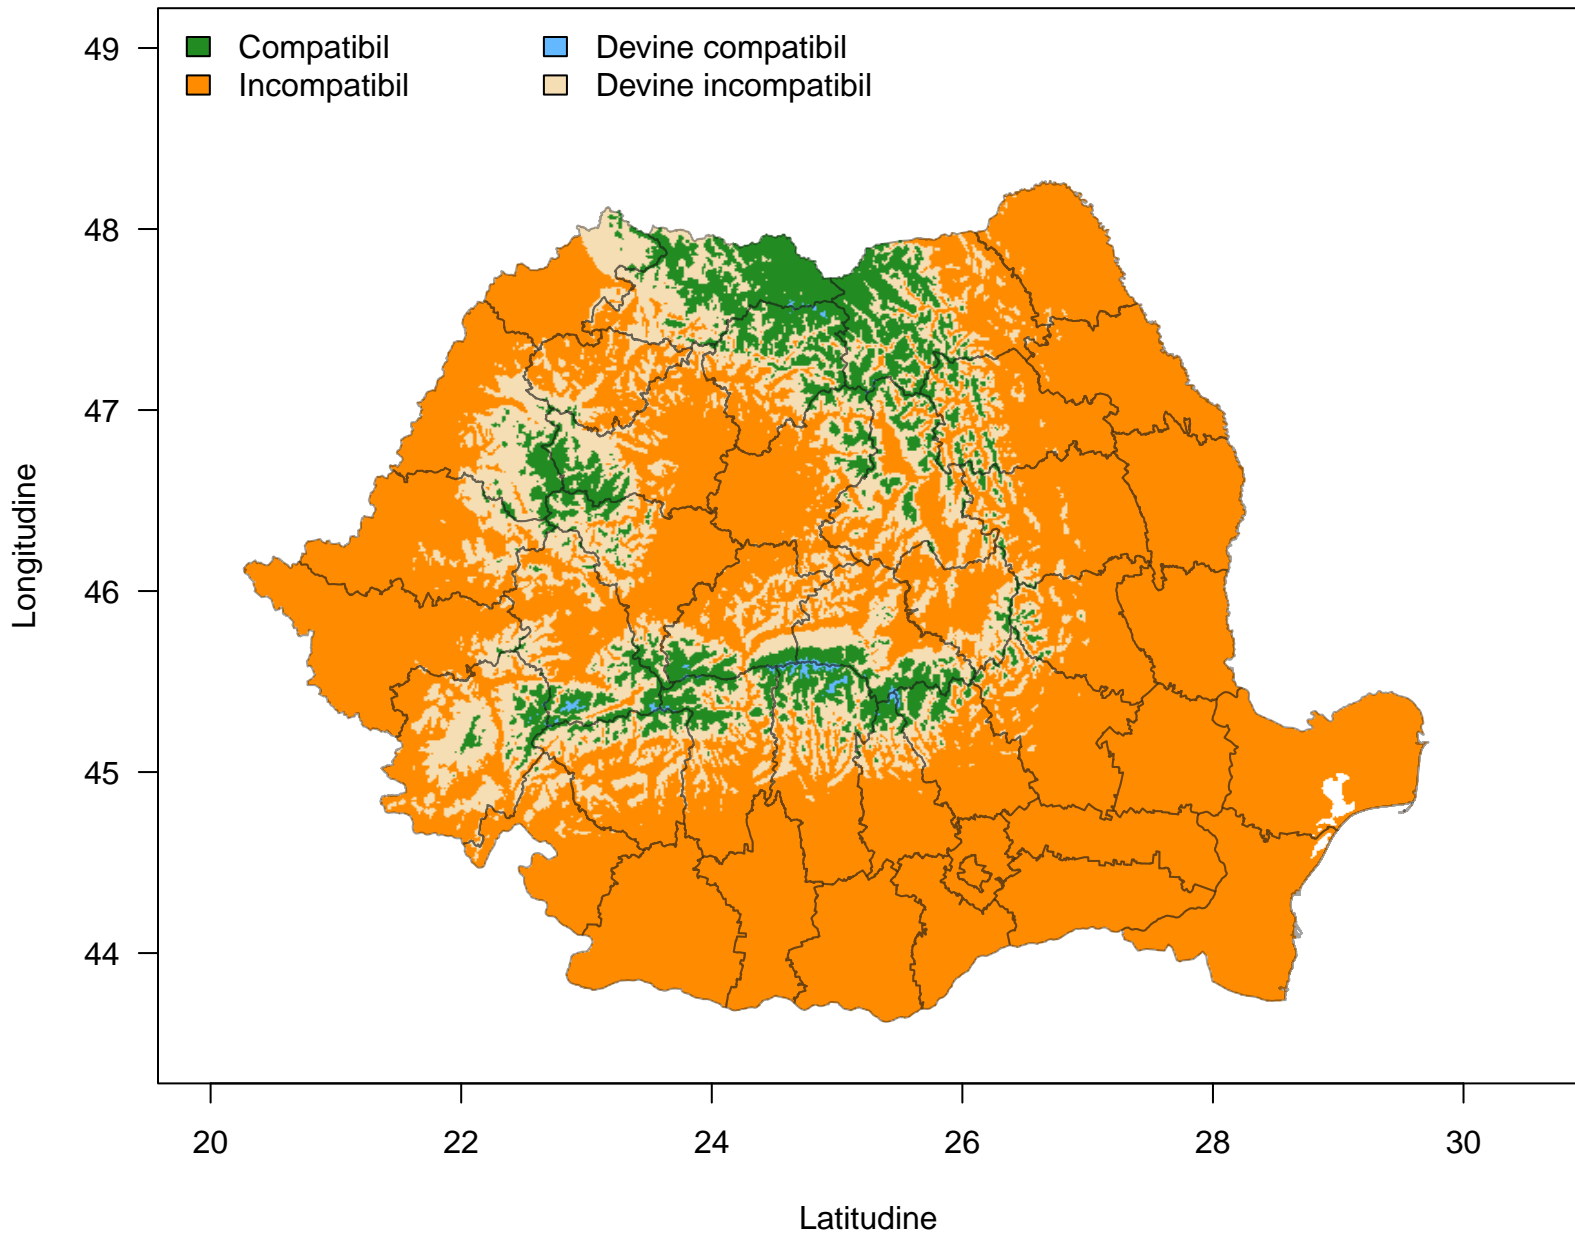 Compatibil
Incompatibil
Devine compatibil
Devine incompatibil
Longitudine
49
48
47
46
45
44
20 22 24 26 28 30
Latitudine